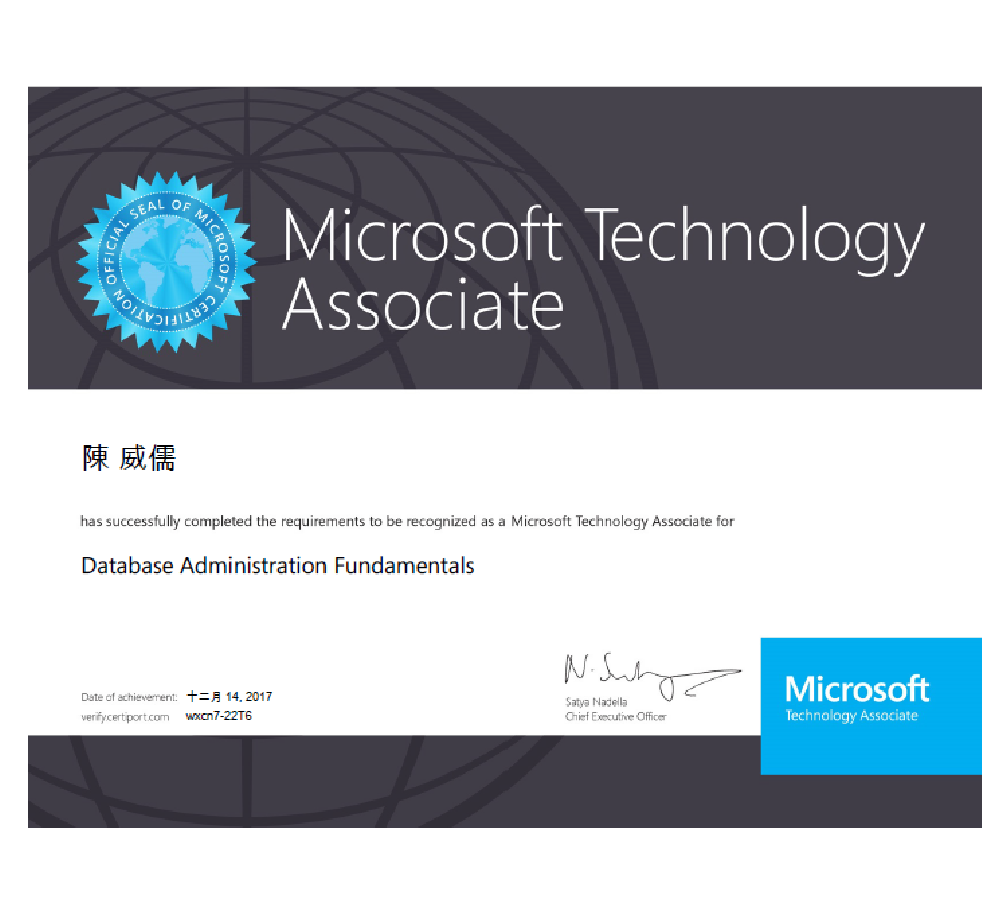 OFFICIAL SEAL OF MICROSOFT CERTIFICATION
Microsoft Technology
Associate
陳 威儒
has successfully completed the requirements to be recognized as a Microsoft Technology Associate for
Database Administration Fundamentals
Date of achievement: 十二月 14, 2017
verify.certiport.com wxcn7-22T6
N. Satya
Satya Nadella
Chief Executive Officer
Microsoft
Technology Associate